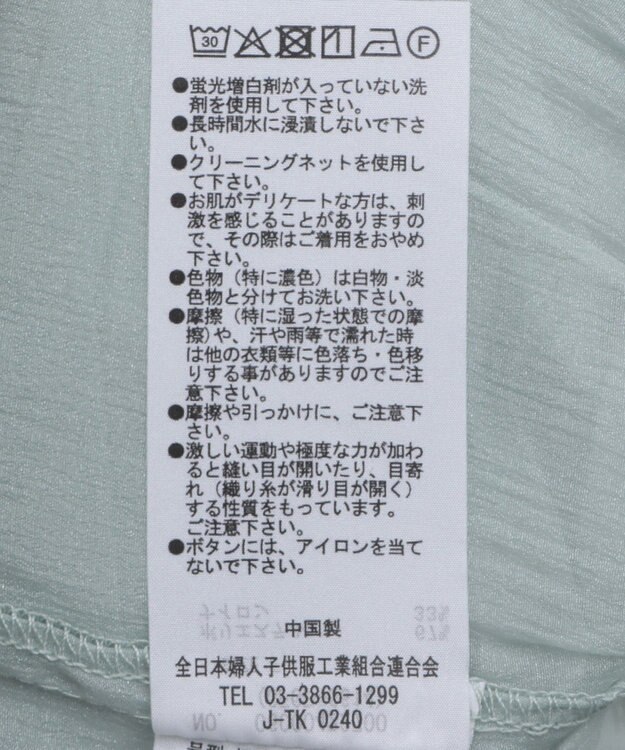 30 F
●蛍光増白剤が入っていない洗
剤を使用して下さい。
●長時間水に浸漬しないで下さ
い。
●クリーニングネットを使用し
て下さい。
●お肌がデリケートな方は、刺
激を感じることがありますの
で、その際はご着用をおやめ
下さい。
●色物（特に濃色）は白物・淡
色物と分けてお洗い下さい。
●摩擦（特に湿った状態での摩
擦)や、汗や雨等で濡れた時
は他の衣類等に色落ち・色移
りする事がありますのでご注
意下さい。
●摩擦や引っかけに、ご注意下
さい。
●激しい運動や極度な力が加わ
ると縫い目が開いたり、目寄
れ（織り糸が滑り目が開く）
する性質をもっています。
ご注意下さい。
●ボタンには、アイロンを当て
ないで下さい。
ナイロン 33%
ポリエステ 67%
中国製
全日本婦人子供服工業組合連合会
TEL 03-3866-1299
J-TK 0240
NO.